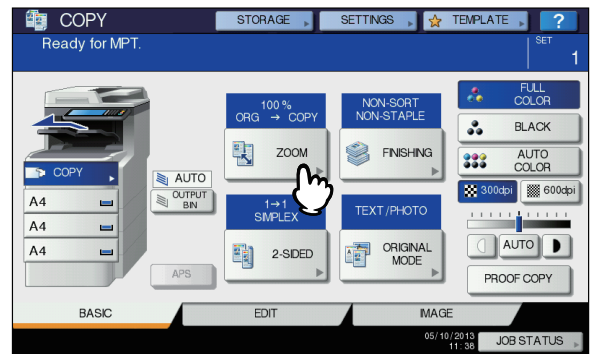 COPY
STORAGE
SETTINGS
TEMPLATE
?
Ready for MPT.
SET
1
100 %
ORG → COPY
ZOOM
NON-SORT
NON-STAPLE
FINISHING
FULL
COLOR
BLACK
AUTO
COLOR
300dpi
600dpi
COPY
A4
A4
A4
AUTO
OUTPUT
BIN
APS
1→1
SIMPLEX
2-SIDED
TEXT/PHOTO
ORIGINAL
MODE
AUTO
PROOF COPY
BASIC
EDIT
IMAGE
05/10/2013
11:38
JOB STATUS